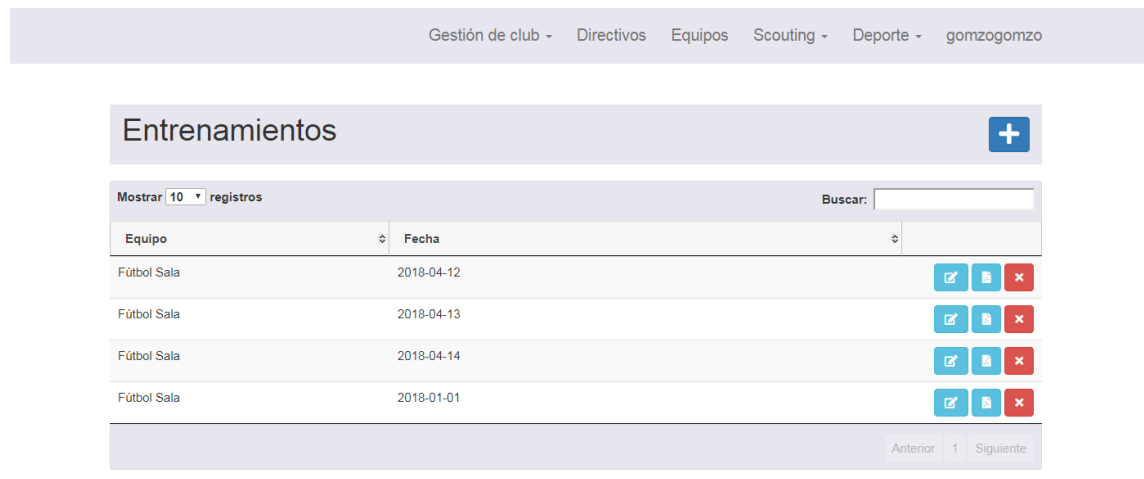 Gestión de club Directivos Equipos Scouting Deporte gomzogomzo
Entrenamientos
Mostrar 10 registros Buscar:
Equipo Fecha
Fútbol Sala 2018-04-12
Fútbol Sala 2018-04-13
Fútbol Sala 2018-04-14
Fútbol Sala 2018-01-01
Anterior 1 Siguiente